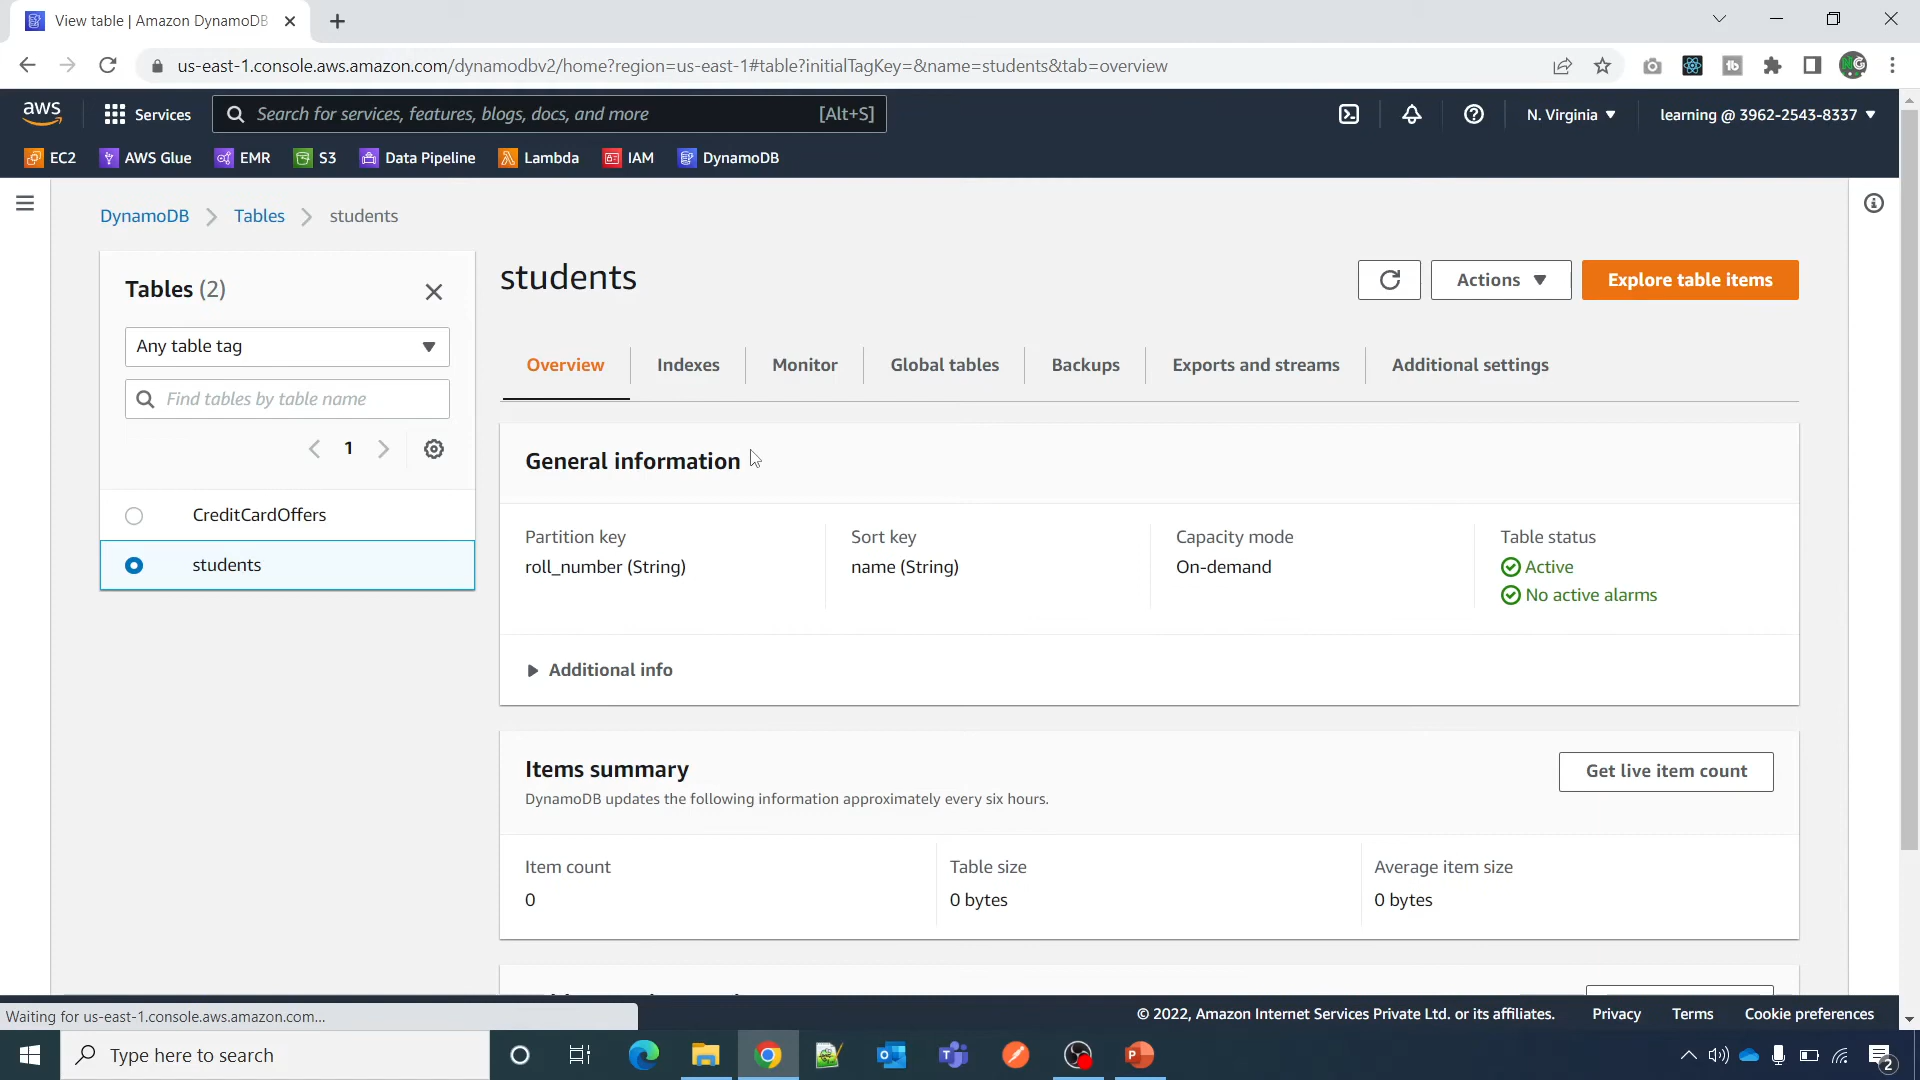 View table | Amazon DynamoDB
us-east-1.console.aws.amazon.com/dynamodbv2/home?region=us-east-1#table?initialTagKey=&name=students&tab=overview
aws
Services
Search for services, features, blogs, docs, and more
[Alt+S]
N. Virginia
learning @ 3962-2543-8337
EC2
AWS Glue
EMR
S3
Data Pipeline
Lambda
IAM
DynamoDB
DynamoDB
Tables
students
Tables (2)
Any table tag
Find tables by table name
1
CreditCardOffers
students
students
Actions
Explore table items
Overview
Indexes
Monitor
Global tables
Backups
Exports and streams
Additional settings
General information
Partition key
roll_number (String)
Sort key
name (String)
Capacity mode
On-demand
Table status
Active
No active alarms
Additional info
Items summary
Get live item count
DynamoDB updates the following information approximately every six hours.
Item count
0
Table size
0 bytes
Average item size
0 bytes
Waiting for us-east-1.console.aws.amazon.com...
© 2022, Amazon Internet Services Private Ltd. or its affiliates.
Privacy
Terms
Cookie preferences
Type here to search
2